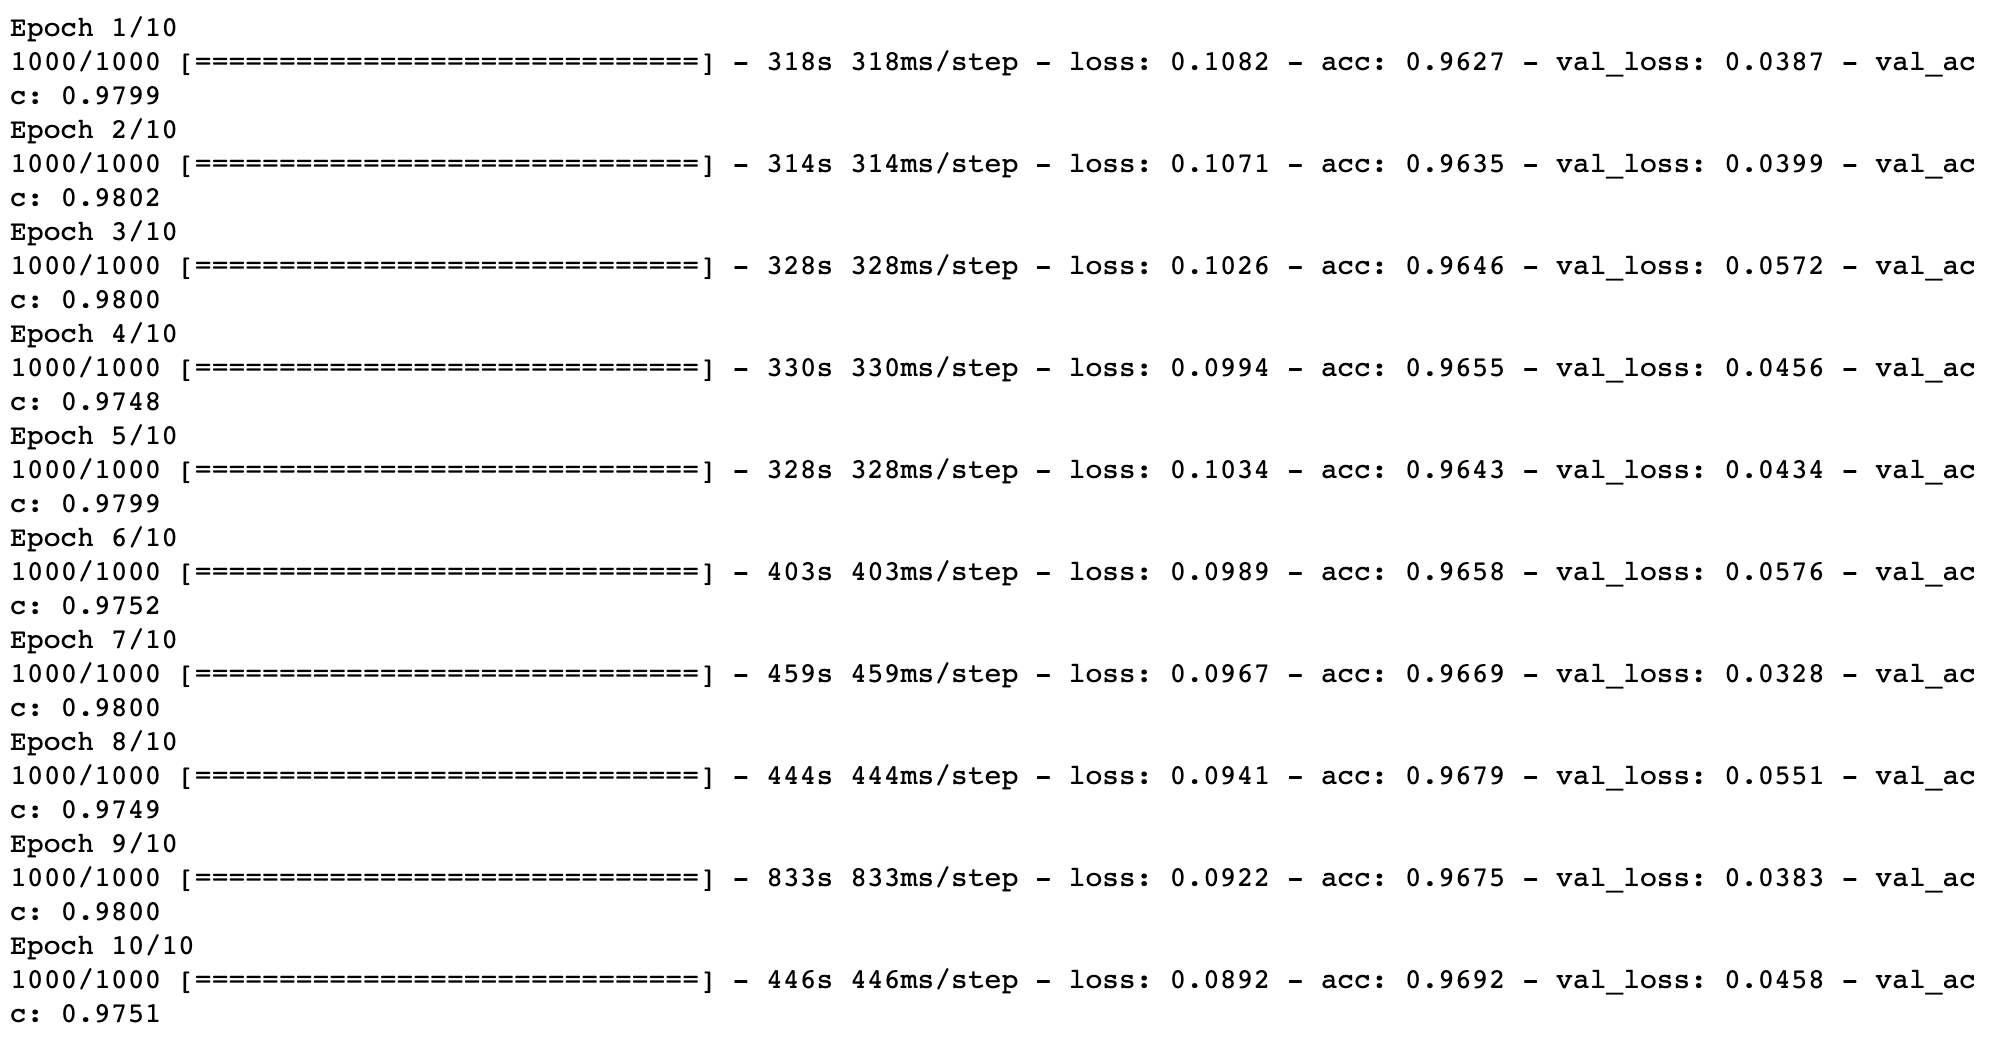 Epoch 1/10
1000/1000 [==============================] - 318s 318ms/step - loss: 0.1082 - acc: 0.9627 - val_loss: 0.0387 - val_ac
c: 0.9799
Epoch 2/10
1000/1000 [==============================] - 314s 314ms/step - loss: 0.1071 - acc: 0.9635 - val_loss: 0.0399 - val_ac
c: 0.9802
Epoch 3/10
1000/1000 [==============================] - 328s 328ms/step - loss: 0.1026 - acc: 0.9646 - val_loss: 0.0572 - val_ac
c: 0.9800
Epoch 4/10
1000/1000 [==============================] - 330s 330ms/step - loss: 0.0994 - acc: 0.9655 - val_loss: 0.0456 - val_ac
c: 0.9748
Epoch 5/10
1000/1000 [==============================] - 328s 328ms/step - loss: 0.1034 - acc: 0.9643 - val_loss: 0.0434 - val_ac
c: 0.9799
Epoch 6/10
1000/1000 [==============================] - 403s 403ms/step - loss: 0.0989 - acc: 0.9658 - val_loss: 0.0576 - val_ac
c: 0.9752
Epoch 7/10
1000/1000 [==============================] - 459s 459ms/step - loss: 0.0967 - acc: 0.9669 - val_loss: 0.0328 - val_ac
c: 0.9800
Epoch 8/10
1000/1000 [==============================] - 444s 444ms/step - loss: 0.0941 - acc: 0.9679 - val_loss: 0.0551 - val_ac
c: 0.9749
Epoch 9/10
1000/1000 [==============================] - 833s 833ms/step - loss: 0.0922 - acc: 0.9675 - val_loss: 0.0383 - val_ac
c: 0.9800
Epoch 10/10
1000/1000 [==============================] - 446s 446ms/step - loss: 0.0892 - acc: 0.9692 - val_loss: 0.0458 - val_ac
c: 0.9751